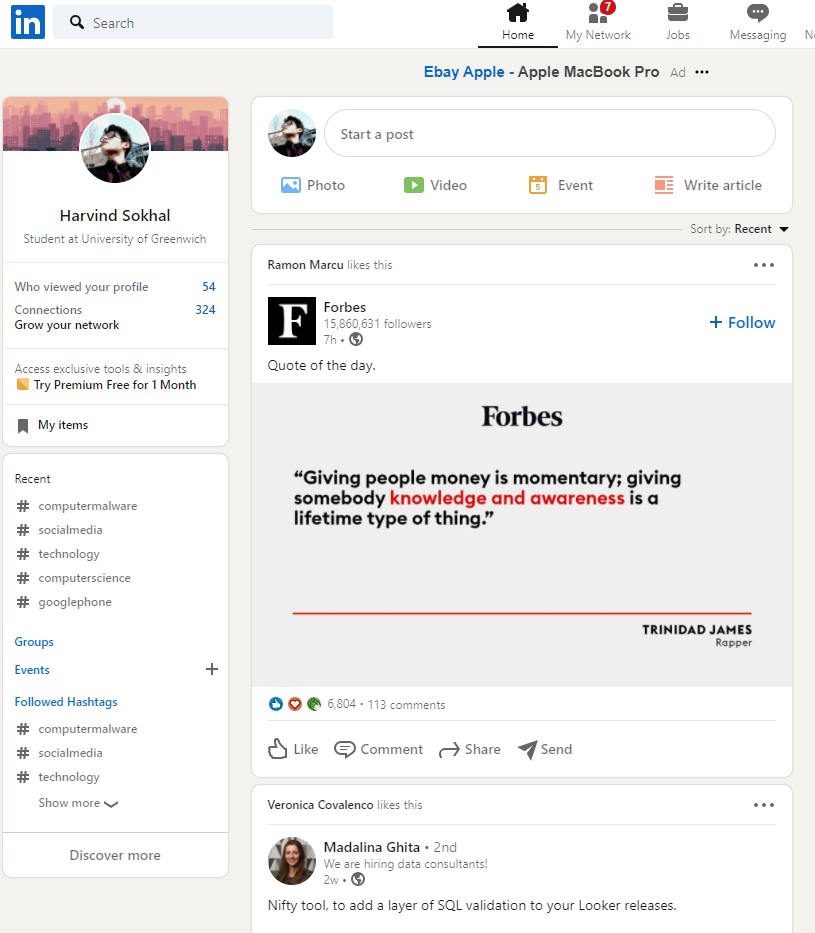 in
Search
Home
My Network
7
Jobs
Messaging
Ebay Apple - Apple MacBook Pro Ad
Harvind Sokhal
Student at University of Greenwich
Who viewed your profile 54
Connections 324
Grow your network
Access exclusive tools & insights
Try Premium Free for 1 Month
My items
Recent
# computermalware
# socialmedia
# technology
# computerscience
# googlephone
Groups
Events +
Followed Hashtags
# computermalware
# socialmedia
# technology
Show more
Discover more
Start a post
Photo
Video
5
Event
Write article
Sort by: Recent
Ramon Marcu likes this
F
Forbes
15,860,631 followers
7h •
+ Follow
Quote of the day.
Forbes
“Giving people money is momentary; giving
somebody knowledge and awareness is a
lifetime type of thing.”
TRINIDAD JAMES
Rapper
6,804 • 113 comments
Like
Comment
Share
Send
Veronica Covalenco likes this
Madalina Ghita • 2nd
We are hiring data consultants!
2w •
Nifty tool, to add a layer of SQL validation to your Looker releases.